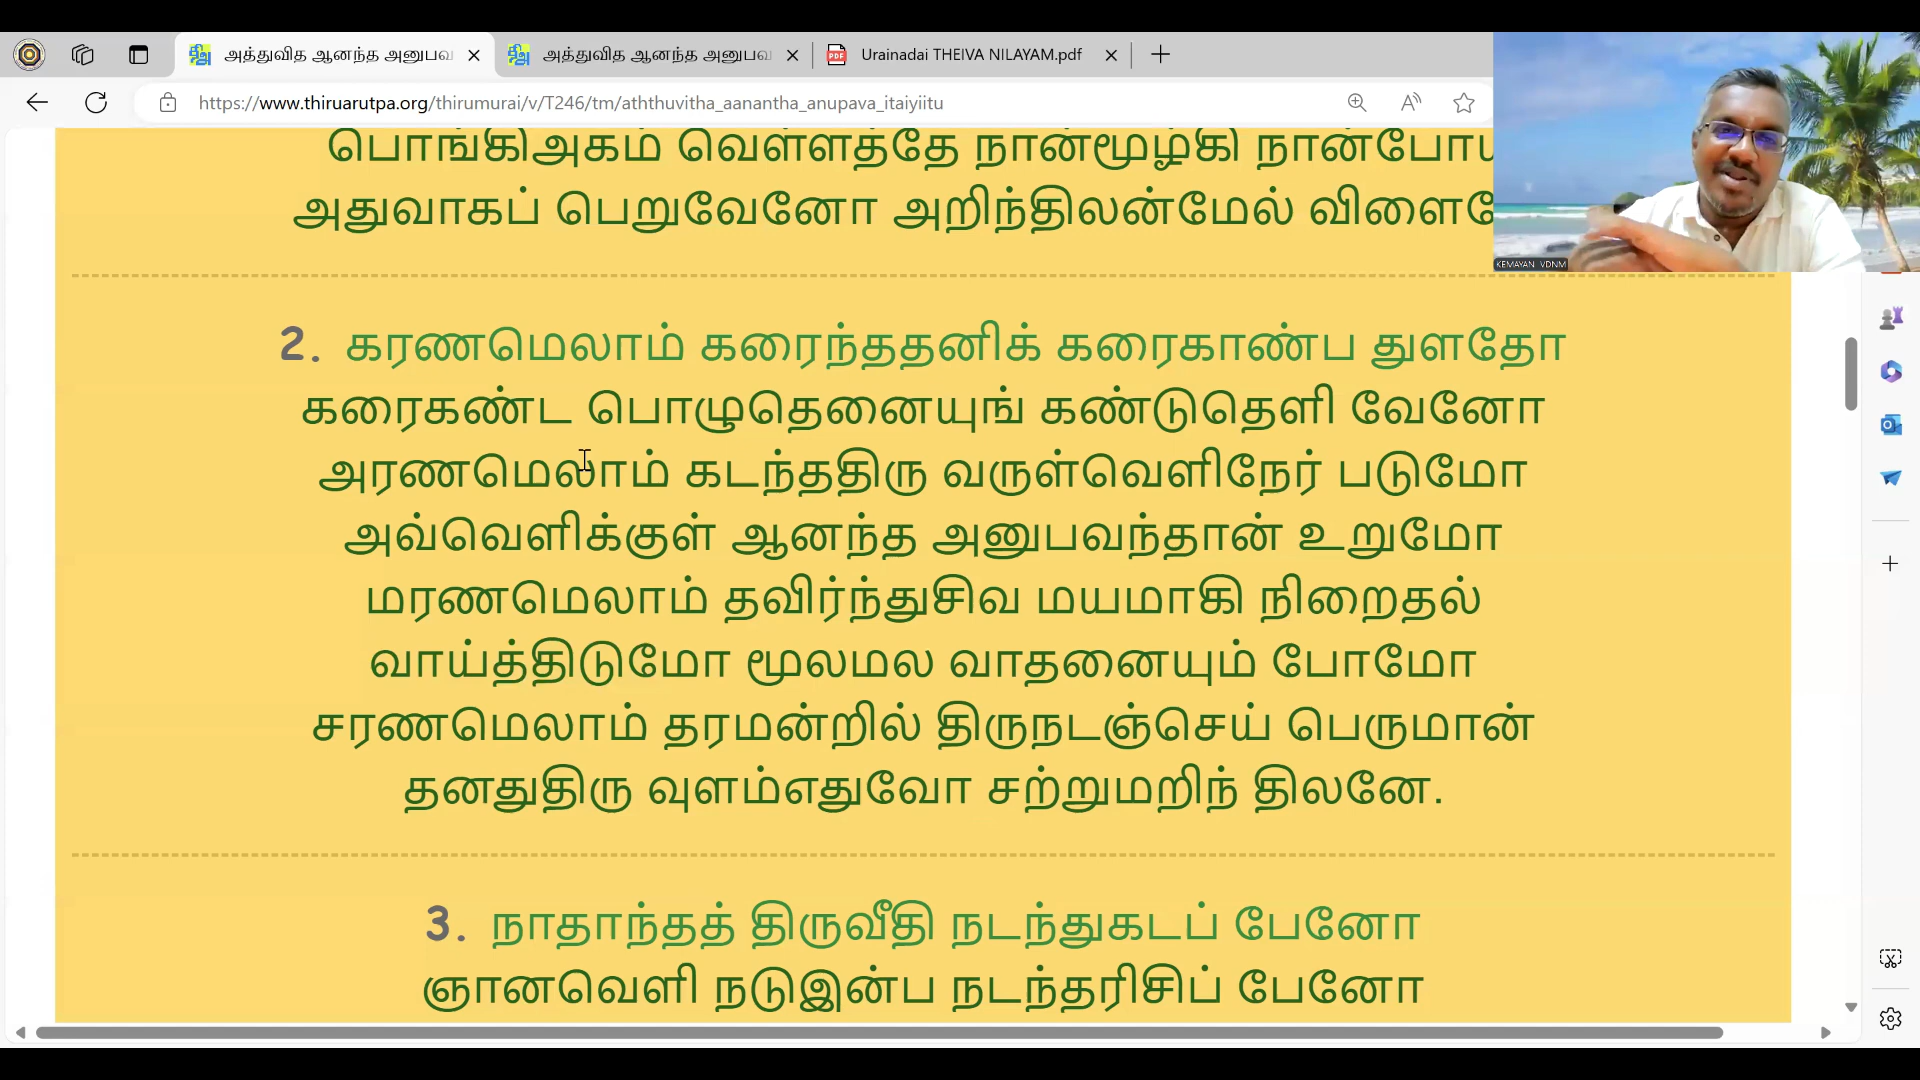 அத்துவித ஆனந்த அனுபவ
அத்துவித ஆனந்த அனுபவ
Urainadai THEIVA NILAYAM.pdf
https://www.thiruarutpa.org/thirumurai/v/T246/tm/aththuvitha_aanantha_anupava_itaiyiitu
பொங்கிஅகம் வெள்ளத்தே நான்மூழ்கி
அதுவாகப் பெறுவேனோ அறிந்திலன்மேல்
KEMAYAN VDNM
2. கரணமெலாம் கரைந்ததனிக் கரைகாண்ப துளதோ
கரைகண்ட பொழுதெனையுங் கண்டுதெளி வேனோ
அரணமெலாம் கடந்ததிரு வருள்வெளிநேர் படுமோ
அவ்வெளிக்குள் ஆனந்த அனுபவந்தான் உறுமோ
மரணமெலாம் தவிர்ந்துசிவ மயமாகி நிறைதல்
வாய்த்திடுமோ மூலமல வாதனையும் போமோ
சரணமெலாம் தரமன்றில் திருநடஞ்செய் பெருமான்
தனதுதிரு வுளம்எதுவோ சற்றுமறிந் திலனே.
3. நாதாந்தத் திருவீதி நடந்துகடப் பேனோ
ஞானவெளி நடுஇன்ப நடந்தரிசிப் பேனோ